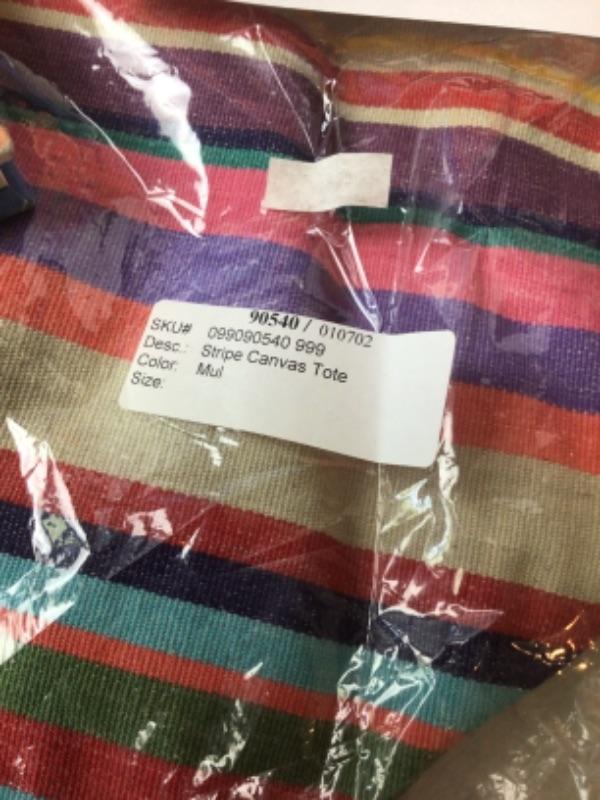 90540 / 010702
SKU# 099090540 999
Desc.: Stripe Canvas Tote
Color: Mul
Size: